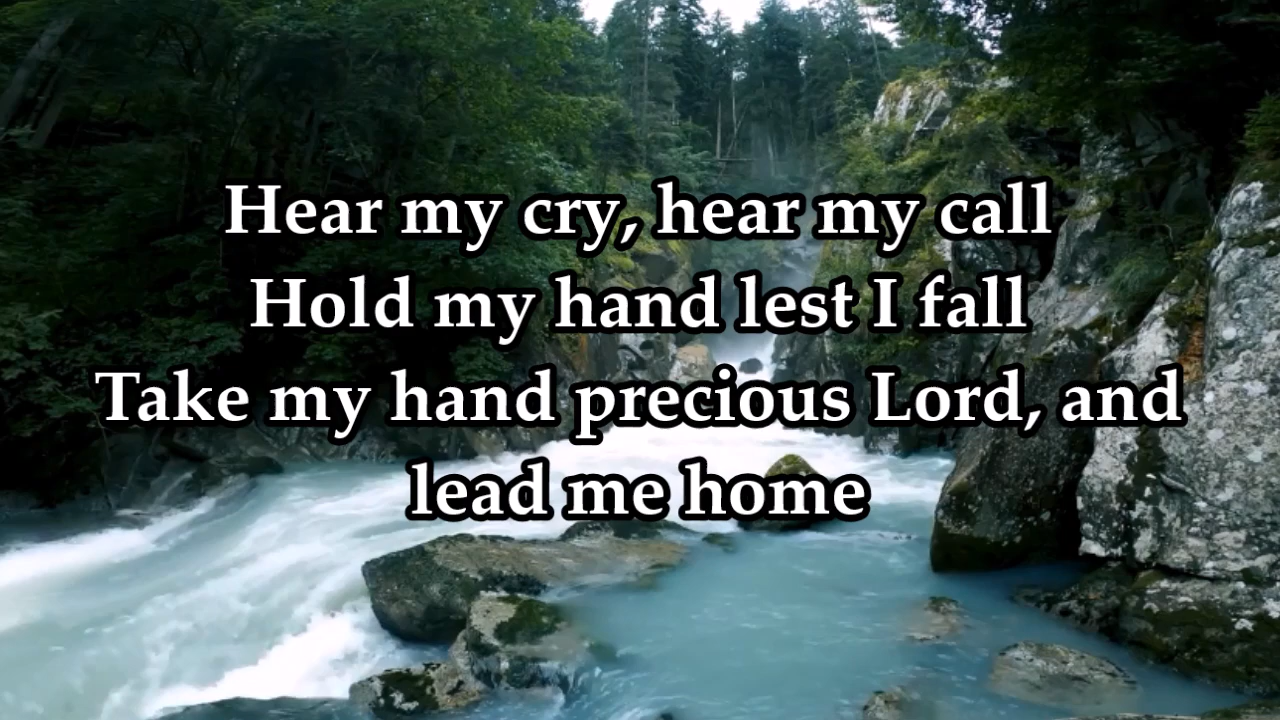 Hear my cry, hear my call
Hold my hand lest I fall
Take my hand precious Lord, and
lead me home